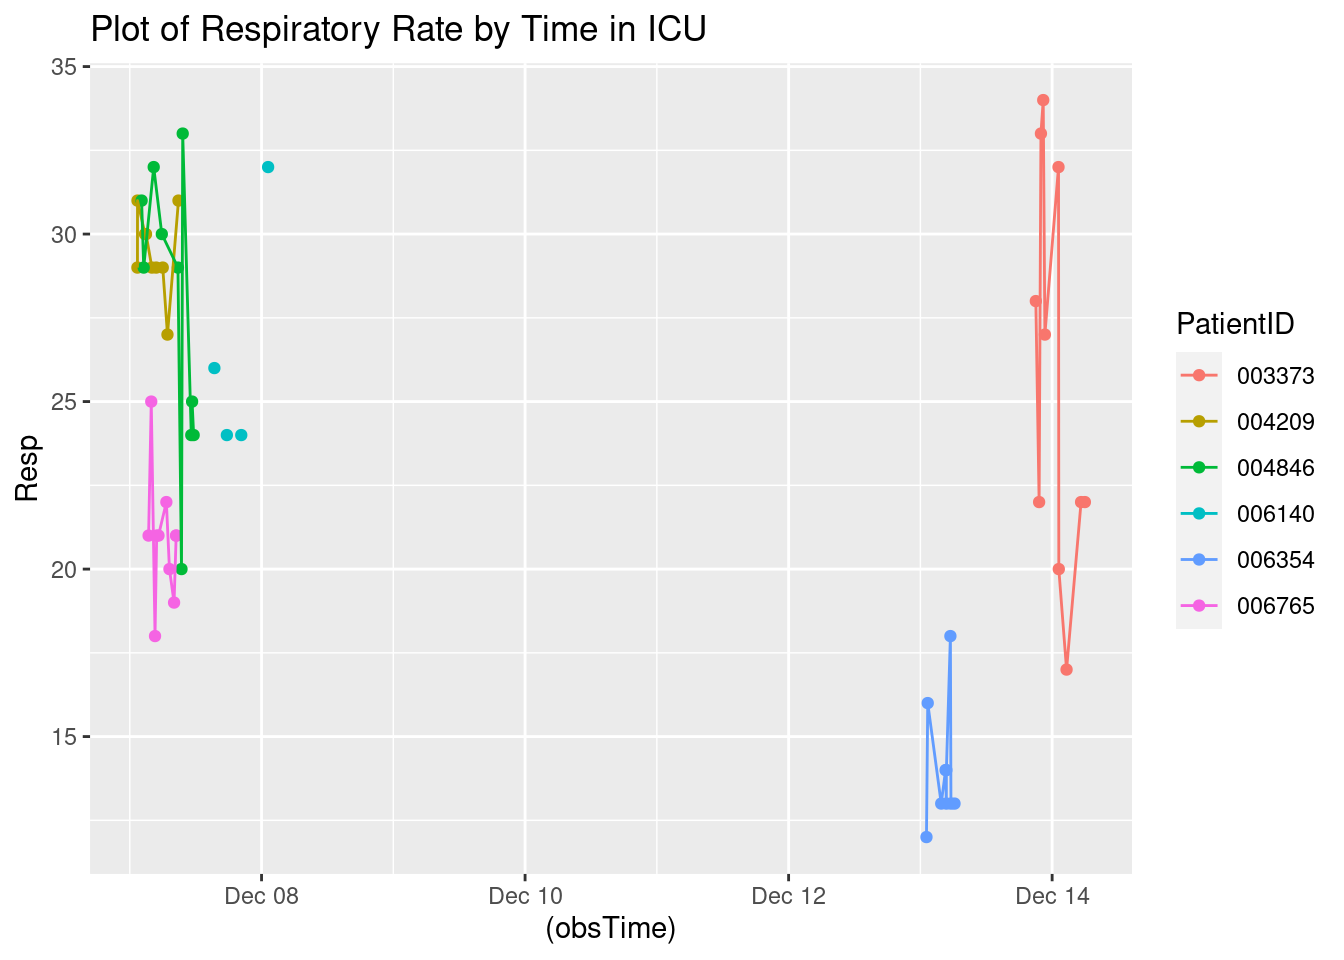 Plot of Respiratory Rate by Time in ICU
35
30
25
20
15
Resp
Dec 08
Dec 10
Dec 12
Dec 14
(obsTime)
PatientID
003373
004209
004846
006140
006354
006765